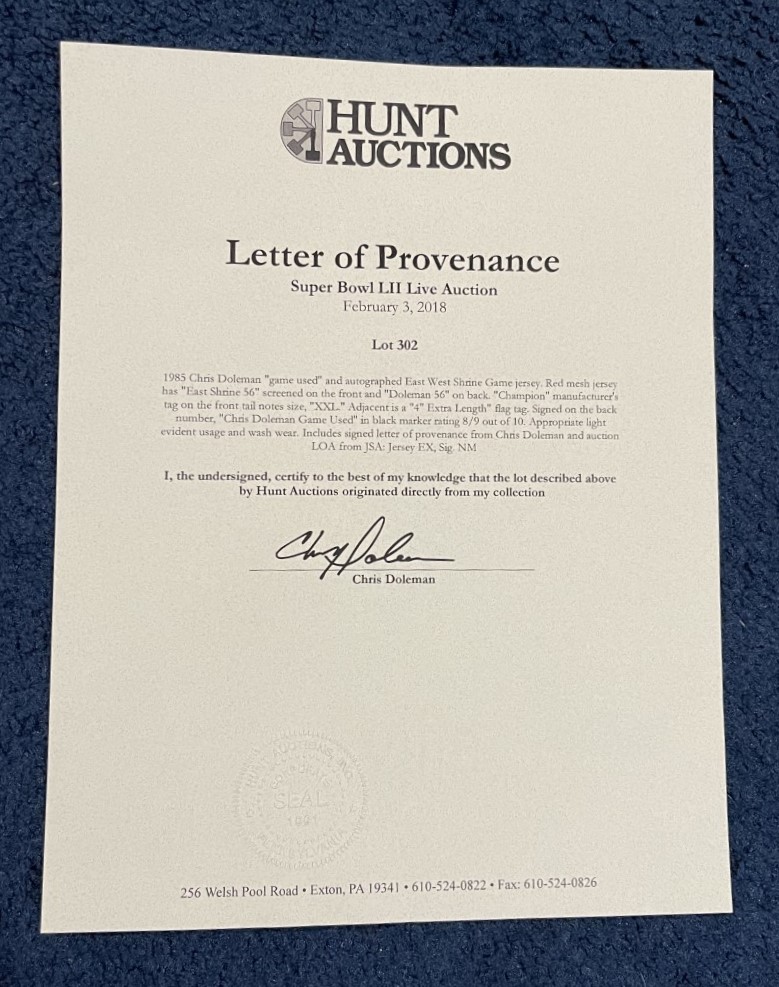 HUNT
AUCTIONS
Letter of Provenance
Super Bowl LII Live Auction
February 3, 2018
Lot 302
1985 Chris Doleman "game used" and autographed East West Shrine Game jersey. Red mesh jersey
has "East Shrine 56" screened on the front and "Doleman 56" on back. "Champion" manufacturer's
tag on the front tail notes size, "XXL." Adjacent is a "4" Extra Length" flag tag. Signed on the back
number, "Chris Doleman Game Used" in black marker rating 8/9 out of 10. Appropriate light
evident usage and wash wear. Includes signed letter of provenance from Chris Doleman and auction
LOA from JSA: Jersey EX, Sig. NM
I, the undersigned, certify to the best of my knowledge that the lot described above
by Hunt Auctions originated directly from my collection
Chris Doleman
Chris Doleman
HUNT AUCTIONS, INC.
CORPORATE
SEAL
PENNSYLVANIA
256 Welsh Pool Road • Exton, PA 19341 • 610-524-0822 • Fax: 610-524-0826